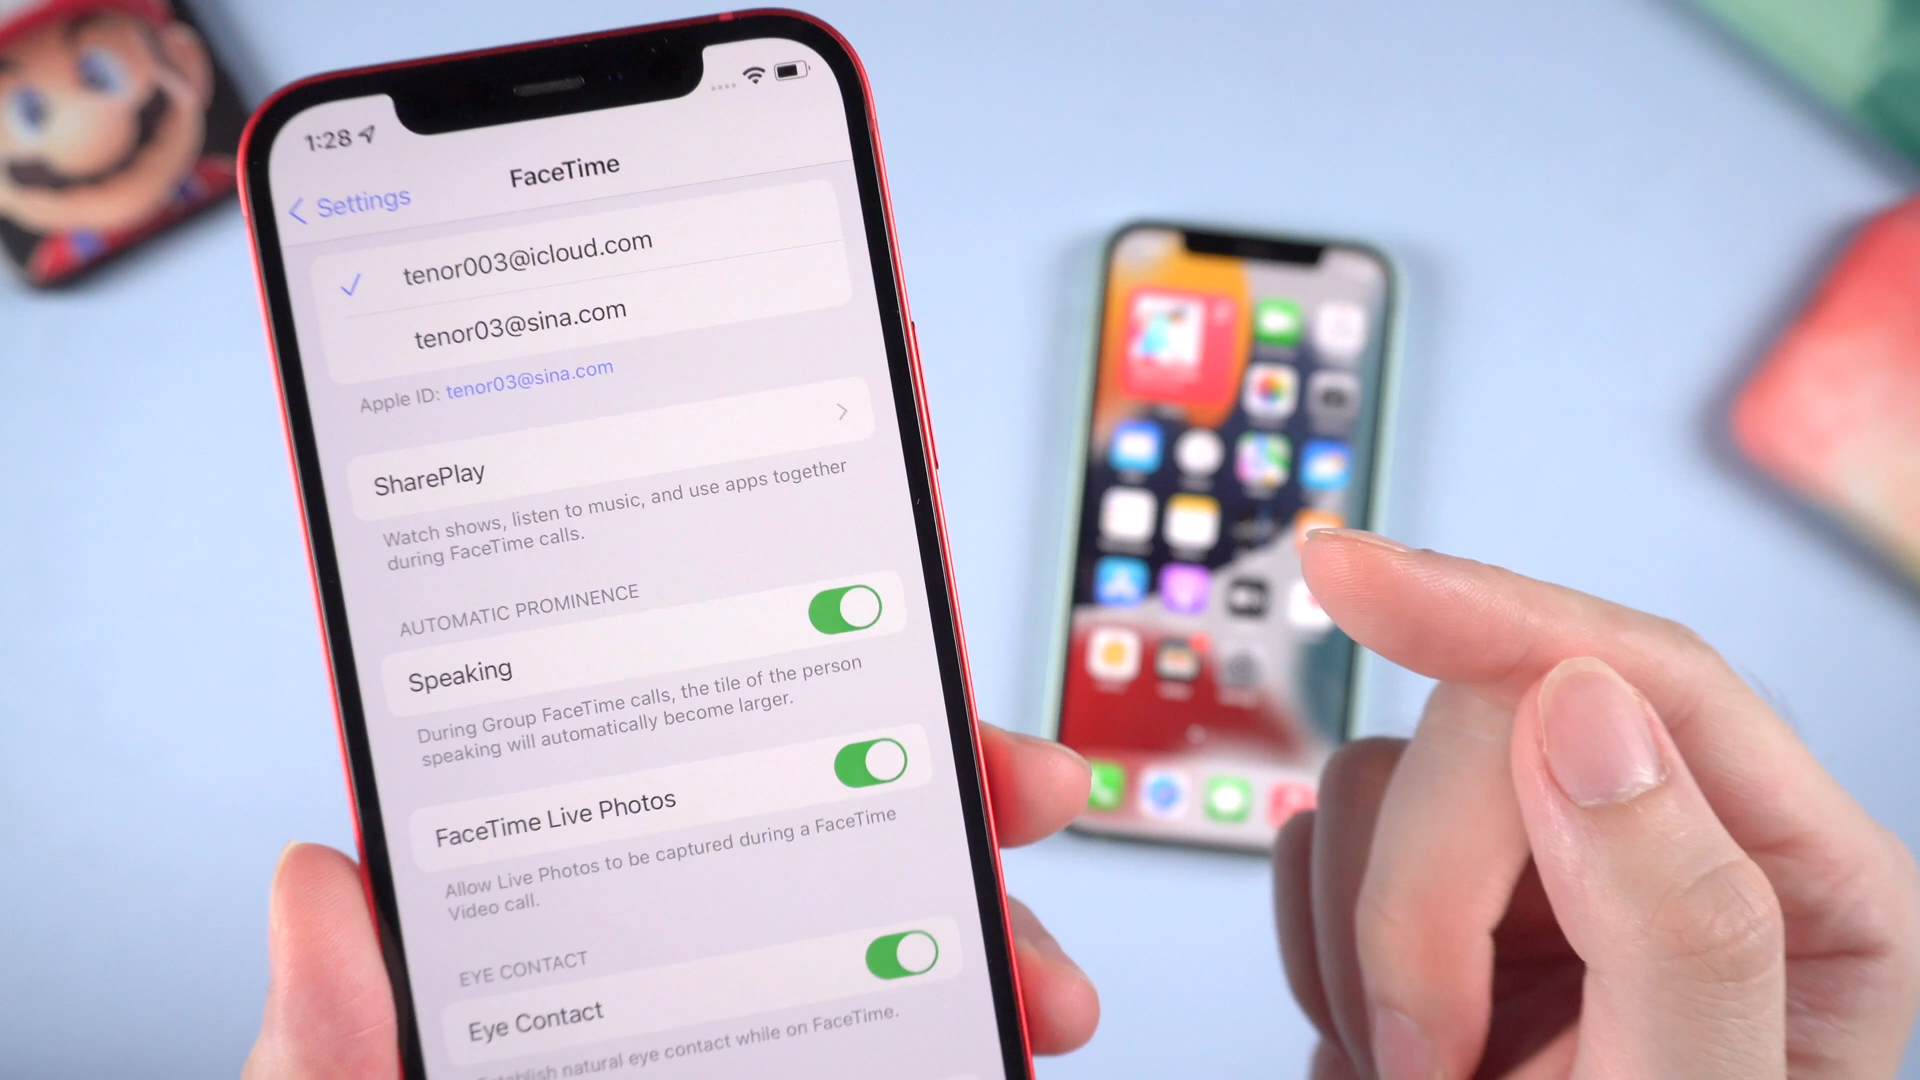 1:28
FaceTime
Settings
tenor003@icloud.com
tenor03@sina.com
Apple ID: tenor03@sina.com
SharePlay
Watch shows, listen to music, and use apps together
during FaceTime calls.
AUTOMATIC PROMINENCE
Speaking
During Group FaceTime calls, the tile of the person
speaking will automatically become larger.
FaceTime Live Photos
Allow Live Photos to be captured during a FaceTime
Video call.
EYE CONTACT
Eye Contact
Establish natural eye contact while on FaceTime.